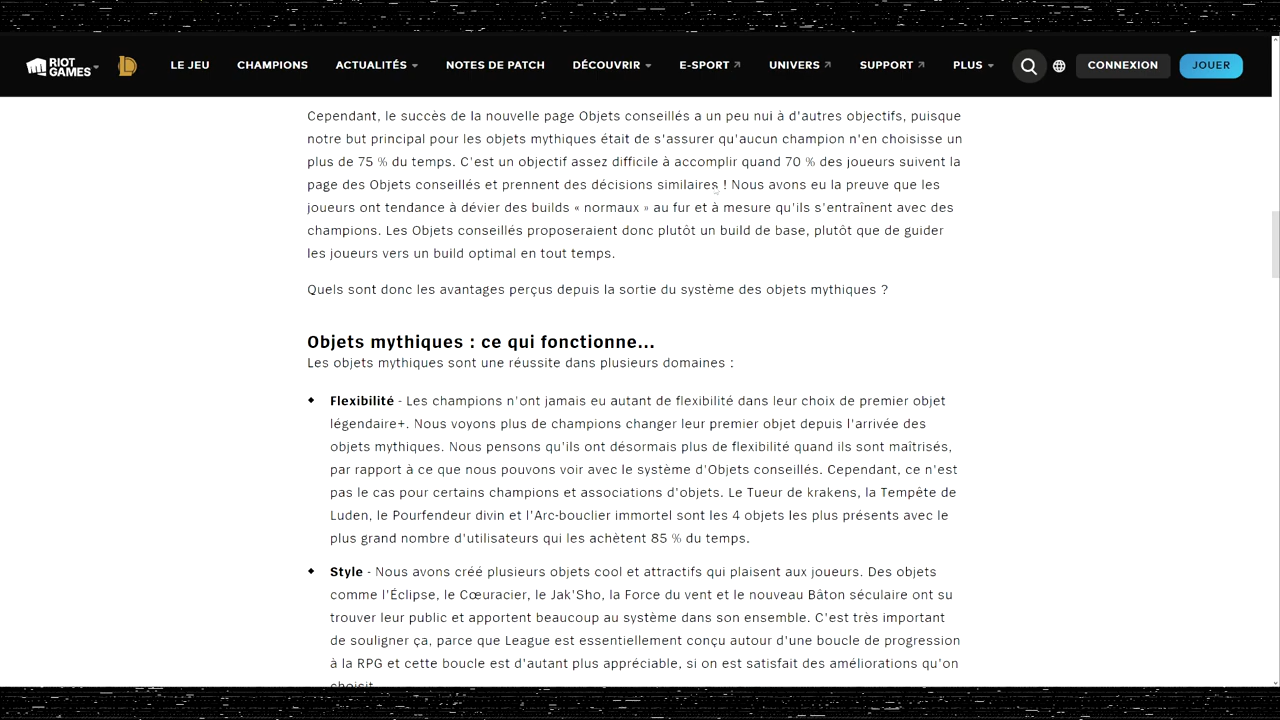 RIOT GAMES
LE JEU CHAMPIONS ACTUALITÉS NOTES DE PATCH DÉCOUVRIR E-SPORT UNIVERS SUPPORT PLUS CONNEXION JOUER
Cependant, le succès de la nouvelle page Objets conseillés a un peu nui à d'autres objectifs, puisque
notre but principal pour les objets mythiques était de s'assurer qu'aucun champion n'en choisisse un
plus de 75 % du temps. C'est un objectif assez difficile à accomplir quand 70 % des joueurs suivent la
page des Objets conseillés et prennent des décisions similaires ! Nous avons eu la preuve que les
joueurs ont tendance à dévier des builds « normaux » au fur et à mesure qu'ils s'entraînent avec des
champions. Les Objets conseillés proposeraient donc plutôt un build de base, plutôt que de guider
les joueurs vers un build optimal en tout temps.
Quels sont donc les avantages perçus depuis la sortie du système des objets mythiques ?
Objets mythiques : ce qui fonctionne...
Les objets mythiques sont une réussite dans plusieurs domaines :
Flexibilité - Les champions n'ont jamais eu autant de flexibilité dans leur choix de premier objet
légendaire+. Nous voyons plus de champions changer leur premier objet depuis l'arrivée des
objets mythiques. Nous pensons qu'ils ont désormais plus de flexibilité quand ils sont maîtrisés,
par rapport à ce que nous pouvons voir avec le système d'Objets conseillés. Cependant, ce n'est
pas le cas pour certains champions et associations d'objets. Le Tueur de krakens, la Tempête de
Luden, le Pourfendeur divin et l'Arc-bouclier immortel sont les 4 objets les plus présents avec le
plus grand nombre d'utilisateurs qui les achètent 85 % du temps.
Style - Nous avons créé plusieurs objets cool et attractifs qui plaisent aux joueurs. Des objets
comme l'Éclipse, le Cœuracier, le Jak'Sho, la Force du vent et le nouveau Bâton séculaire ont su
trouver leur public et apportent beaucoup au système dans son ensemble. C'est très important
de souligner ça, parce que League est essentiellement conçu autour d'une boucle de progression
à la RPG et cette boucle est d'autant plus appréciable, si on est satisfait des améliorations qu'on
choisit.